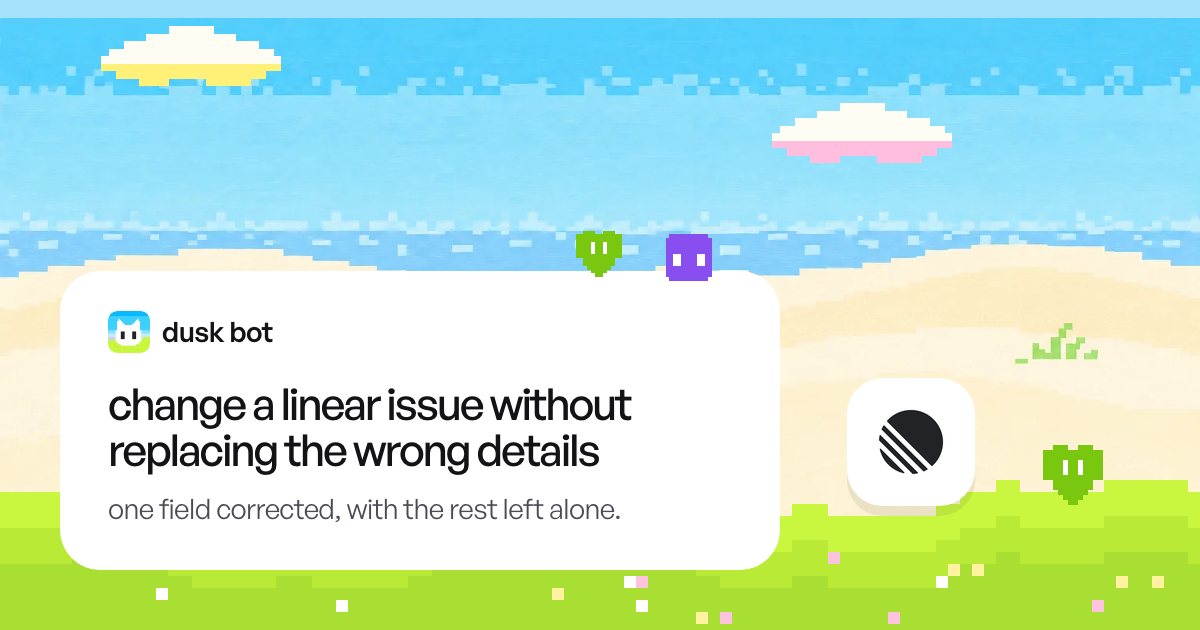 dusk bot
change a linear issue without
replacing the wrong details
one field corrected, with the rest left alone.